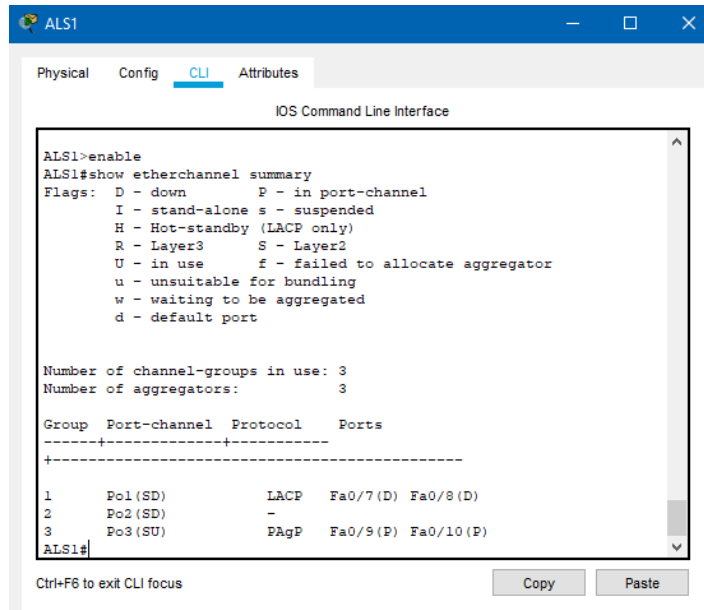 ALS1
Physical Config CLI Attributes
IOS Command Line Interface
ALS1>enable
ALS1#show etherchannel summary
Flags:  D - down        P - in port-channel
        I - stand-alone s - suspended
        H - Hot-standby (LACP only)
        R - Layer3      S - Layer2
        U - in use      f - failed to allocate aggregator
        u - unsuitable for bundling
        w - waiting to be aggregated
        d - default port
Number of channel-groups in use: 3
Number of aggregators:           3
Group  Port-channel  Protocol    Ports
------+-------------+-----------
+----------------------------------------------
1      Po1(SD)           LACP   Fa0/7(D) Fa0/8(D)
2      Po2(SD)           -
3      Po3(SU)           PAgP   Fa0/9(P) Fa0/10(P)
ALS1#
Ctrl+F6 to exit CLI focus
Copy Paste